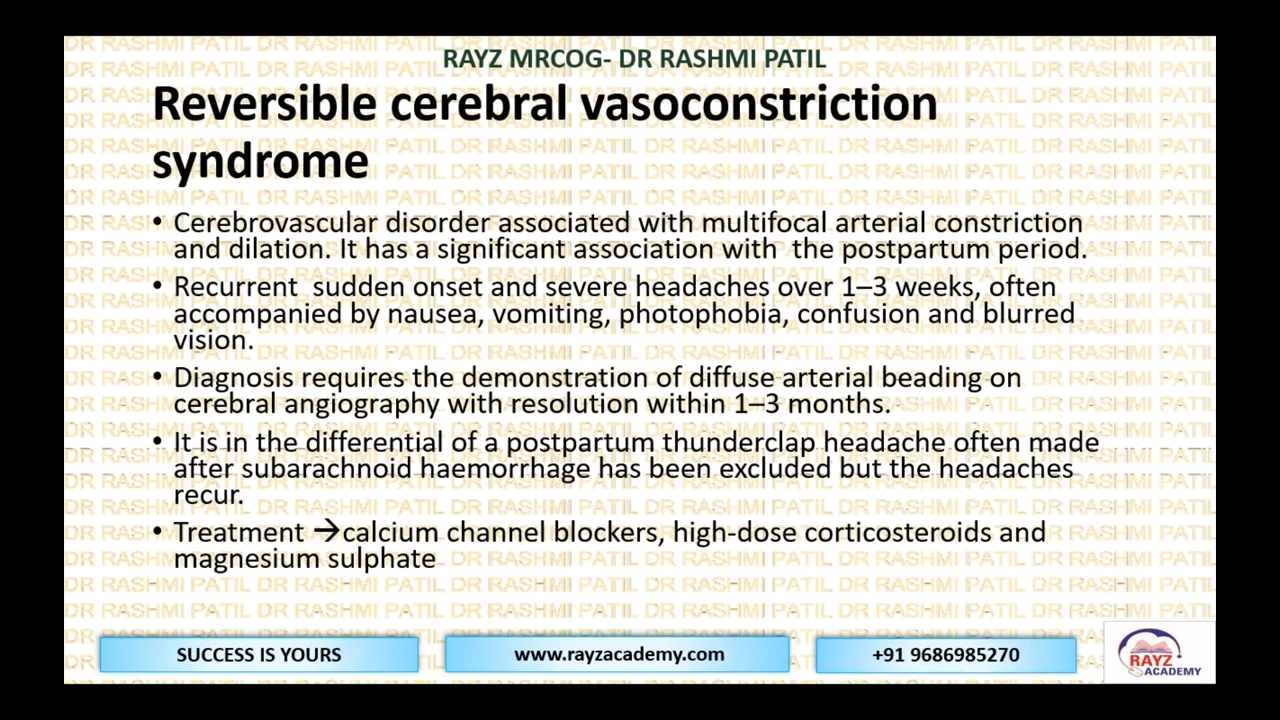 RAYZ MRCOG- DR RASHMI PATIL
Reversible cerebral vasoconstriction
syndrome
• Cerebrovascular disorder associated with multifocal arterial constriction
and dilation. It has a significant association with the postpartum period.
• Recurrent sudden onset and severe headaches over 1–3 weeks, often
accompanied by nausea, vomiting, photophobia, confusion and blurred
vision.
• Diagnosis requires the demonstration of diffuse arterial beading on
cerebral angiography with resolution within 1–3 months.
• It is in the differential of a postpartum thunderclap headache often made
after subarachnoid haemorrhage has been excluded but the headaches
recur.
• Treatment →calcium channel blockers, high-dose corticosteroids and
magnesium sulphate
SUCCESS IS YOURS
www.rayzacademy.com
+91 9686985270
RAYZ
ACADEMY